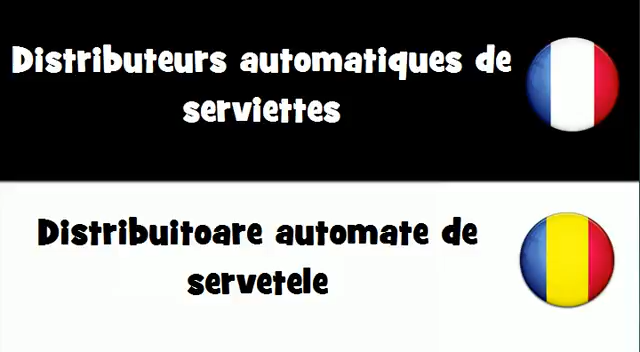 Distributeurs automatiques de
serviettes
Distribuitoare automate de
servetele